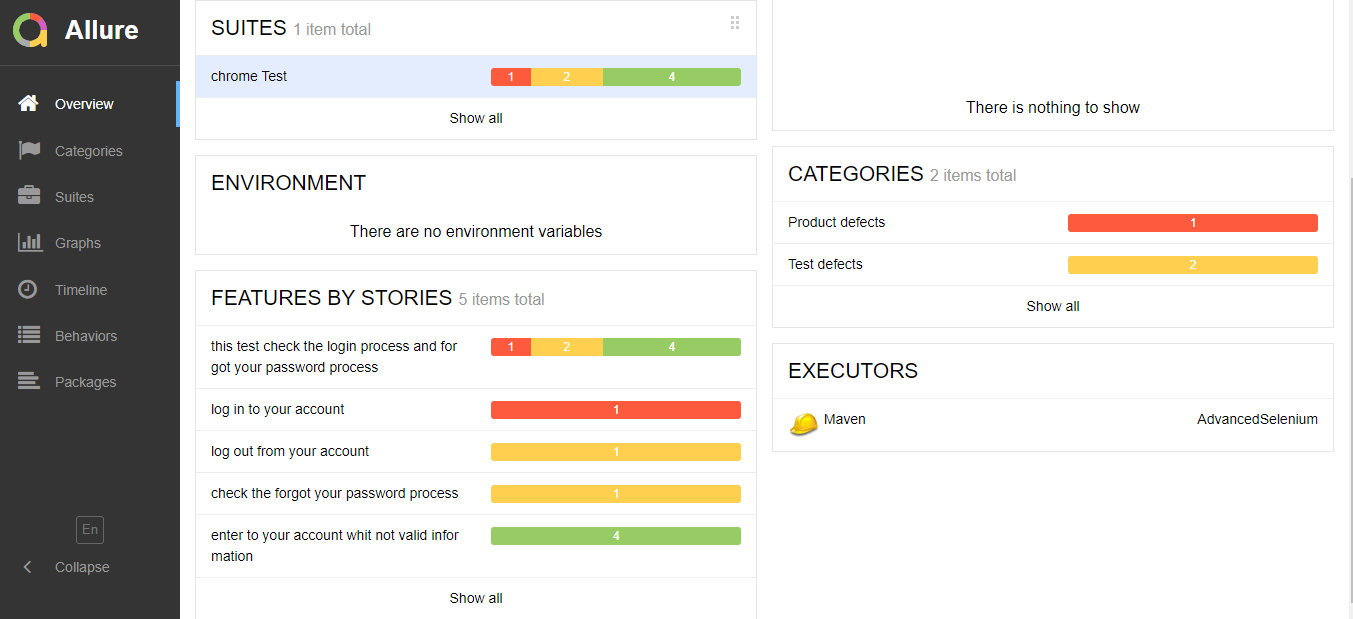 Allure
Overview
Categories
Suites
Graphs
Timeline
Behaviors
Packages
En
Collapse
SUITES 1 item total
chrome Test 1 2 4
Show all
ENVIRONMENT
There are no environment variables
FEATURES BY STORIES 5 items total
this test check the login process and for
got your password process
1 2 4
log in to your account 1
log out from your account 1
check the forgot your password process 1
enter to your account whit not valid infor
mation
4
Show all
There is nothing to show
CATEGORIES 2 items total
Product defects 1
Test defects 2
Show all
EXECUTORS
Maven AdvancedSelenium